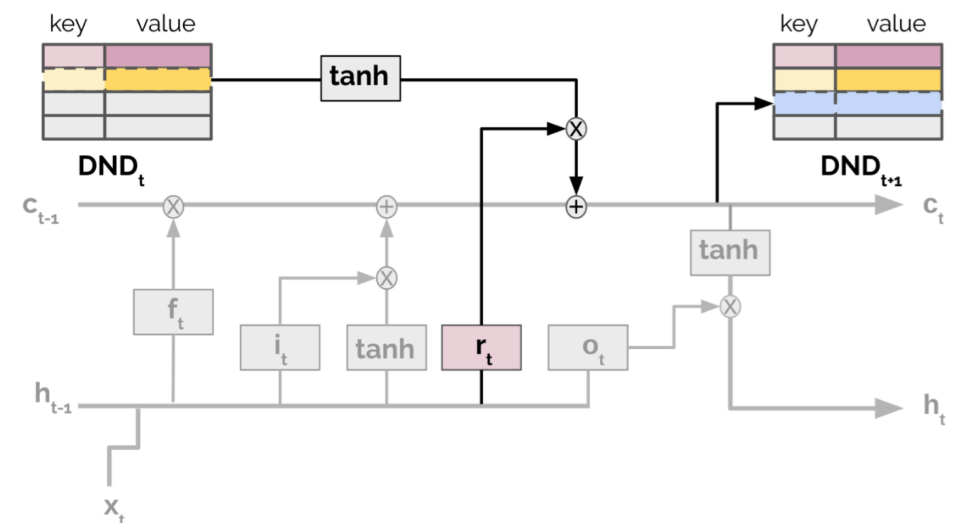 key value
key value
tanh
X
DNDₜ
DNDₜ₊₁
cₜ₋₁
X
+
+
cₜ
tanh
X
X
fₜ
iₜ
tanh
rₜ
oₜ
hₜ₋₁
hₜ
xₜ